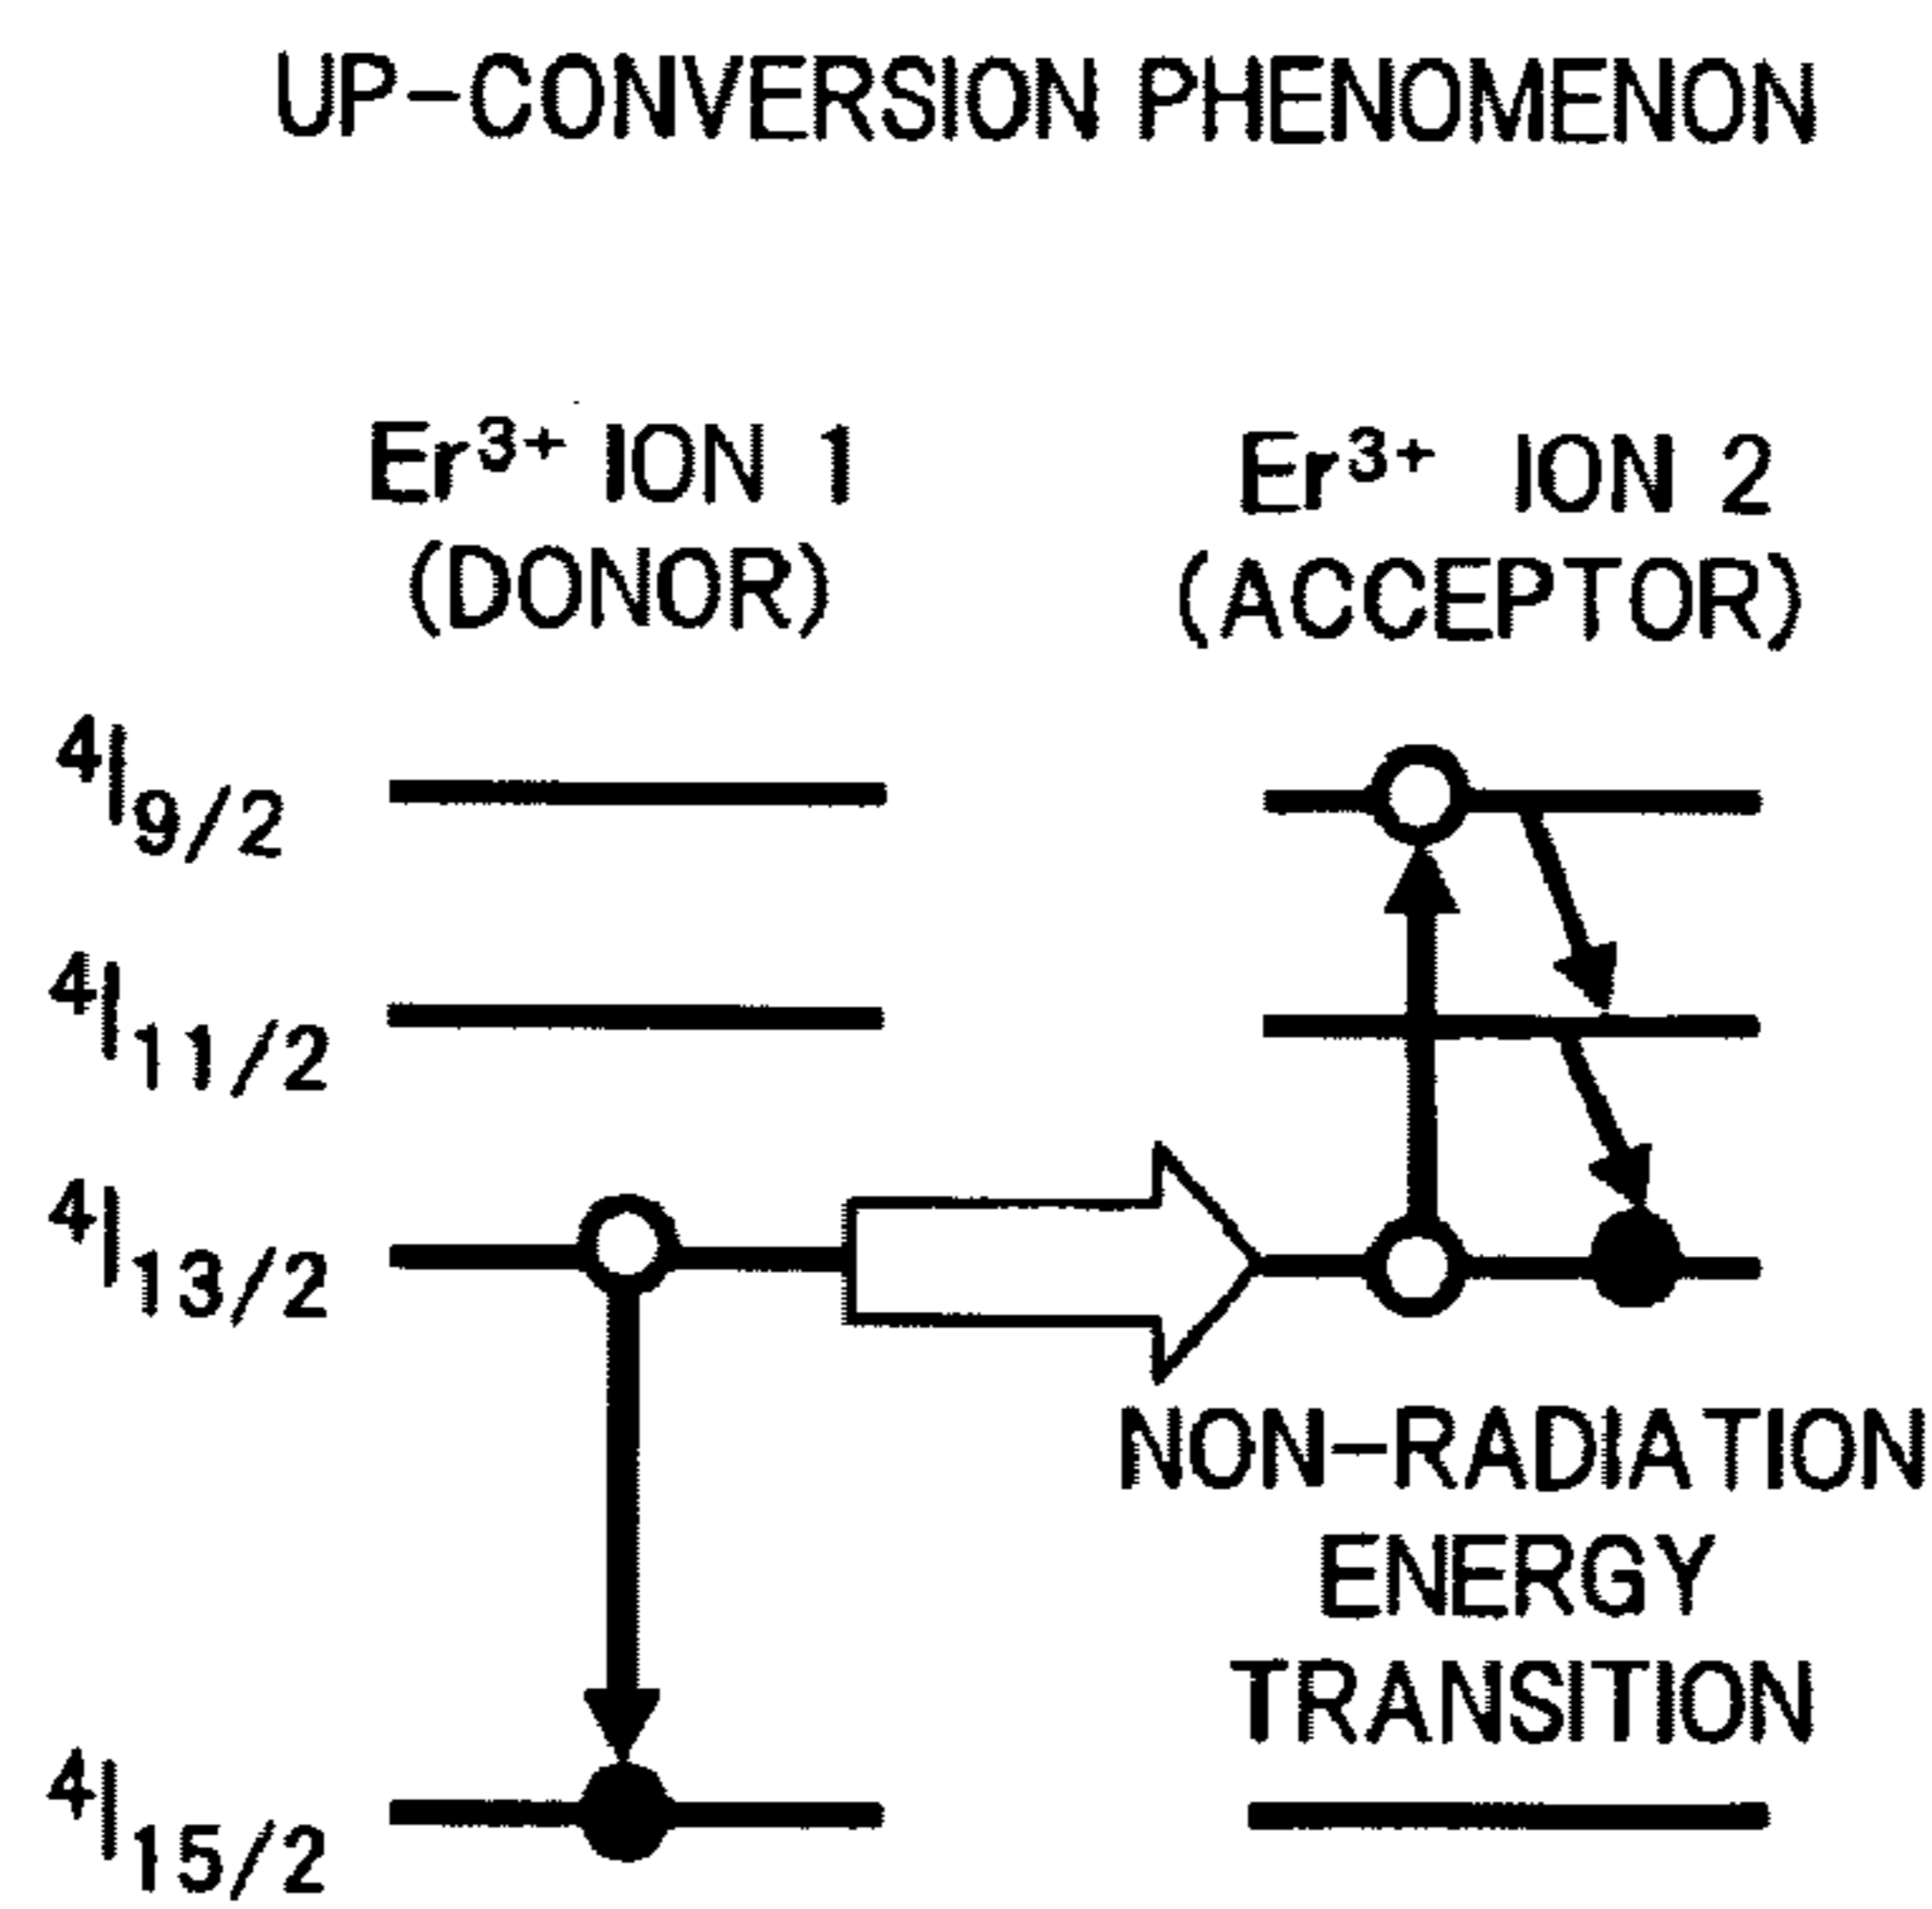 UP-CONVERSION PHENOMENON
Er³⁺ ION 1
(DONOR)
Er³⁺ ION 2
(ACCEPTOR)
⁴I₉/₂
⁴I₁₁/₂
⁴I₁₃/₂
NON-RADIATION
ENERGY
TRANSITION
⁴I₁₅/₂